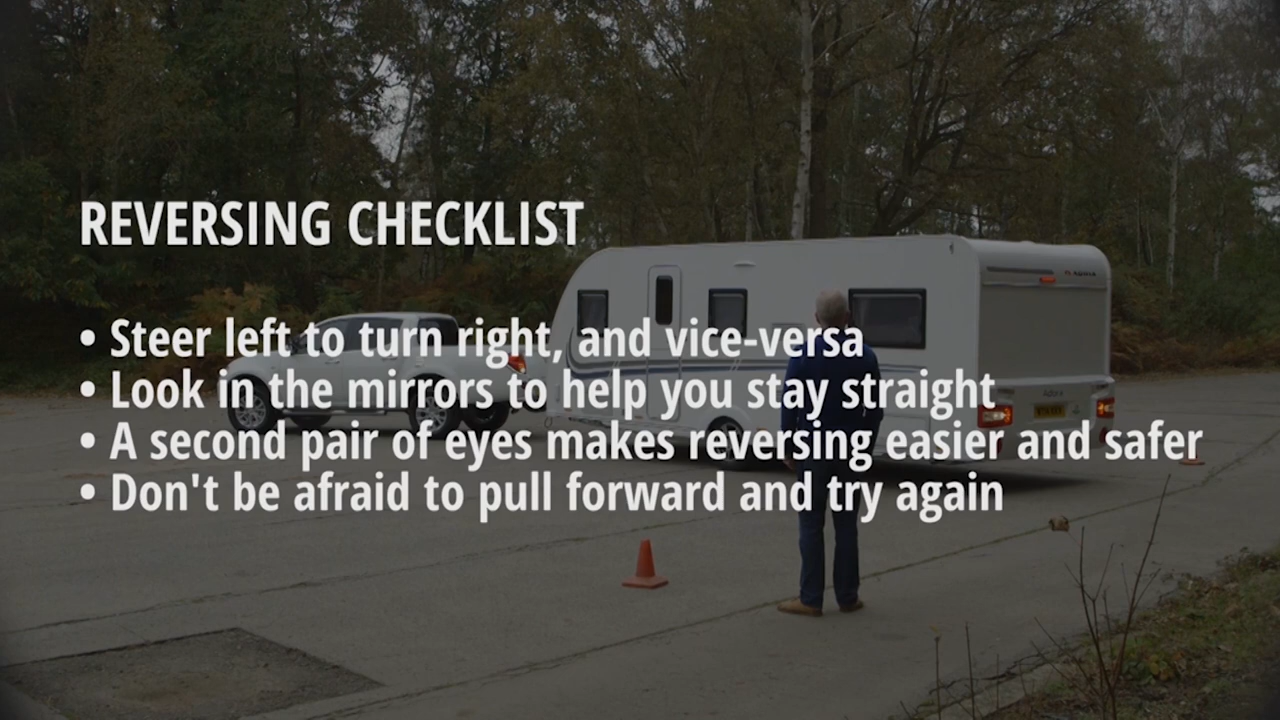 REVERSING CHECKLIST
• Steer left to turn right, and vice-versa
• Look in the mirrors to help you stay straight
• A second pair of eyes makes reversing easier and safer
• Don't be afraid to pull forward and try again